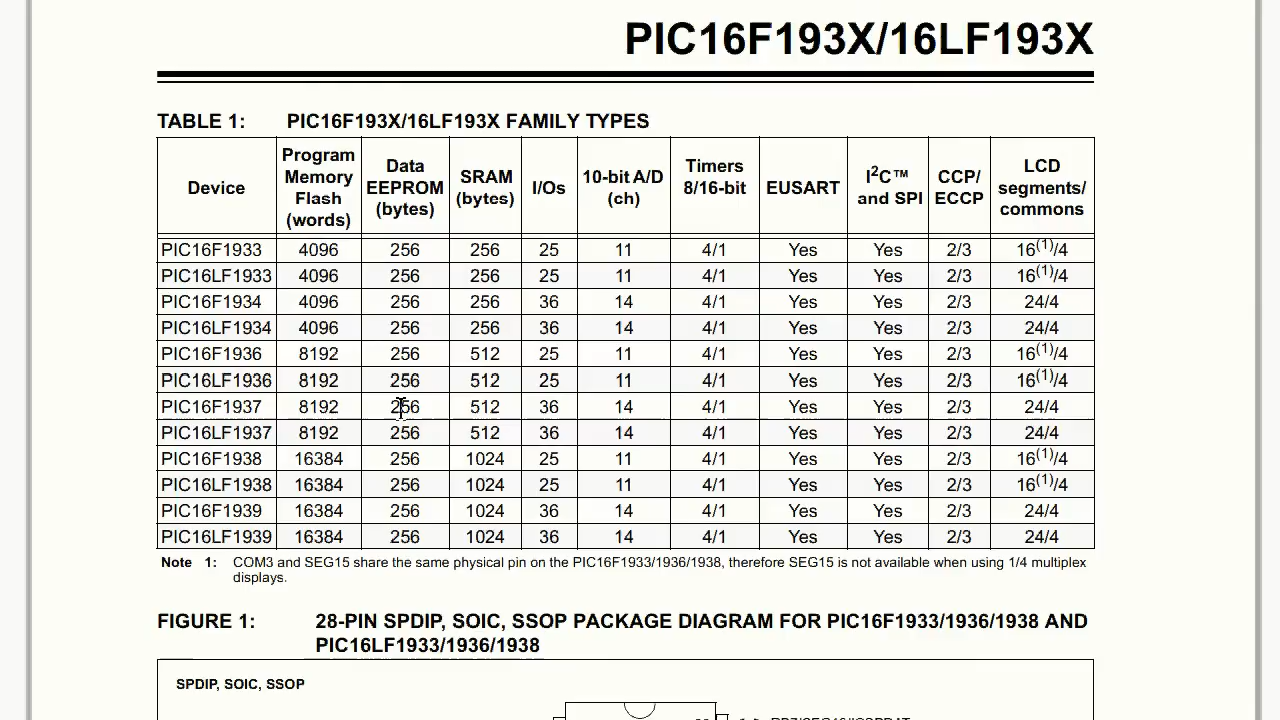 PIC16F193X/16LF193X
TABLE 1: PIC16F193X/16LF193X FAMILY TYPES
Device Program Memory Flash (words) Data EEPROM (bytes) SRAM (bytes) I/Os 10-bit A/D (ch) Timers 8/16-bit EUSART I2C™ and SPI CCP/ECCP LCD segments/commons
PIC16F1933 4096 256 256 25 11 4/1 Yes Yes 2/3 16(1)/4
PIC16LF1933 4096 256 256 25 11 4/1 Yes Yes 2/3 16(1)/4
PIC16F1934 4096 256 256 36 14 4/1 Yes Yes 2/3 24/4
PIC16LF1934 4096 256 256 36 14 4/1 Yes Yes 2/3 24/4
PIC16F1936 8192 256 512 25 11 4/1 Yes Yes 2/3 16(1)/4
PIC16LF1936 8192 256 512 25 11 4/1 Yes Yes 2/3 16(1)/4
PIC16F1937 8192 256 512 36 14 4/1 Yes Yes 2/3 24/4
PIC16LF1937 8192 256 512 36 14 4/1 Yes Yes 2/3 24/4
PIC16F1938 16384 256 1024 25 11 4/1 Yes Yes 2/3 16(1)/4
PIC16LF1938 16384 256 1024 25 11 4/1 Yes Yes 2/3 16(1)/4
PIC16F1939 16384 256 1024 36 14 4/1 Yes Yes 2/3 24/4
PIC16LF1939 16384 256 1024 36 14 4/1 Yes Yes 2/3 24/4
Note 1: COM3 and SEG15 share the same physical pin on the PIC16F1933/1936/1938, therefore SEG15 is not available when using 1/4 multiplex
displays.
FIGURE 1: 28-PIN SPDIP, SOIC, SSOP PACKAGE DIAGRAM FOR PIC16F1933/1936/1938 AND
PIC16LF1933/1936/1938
SPDIP, SOIC, SSOP